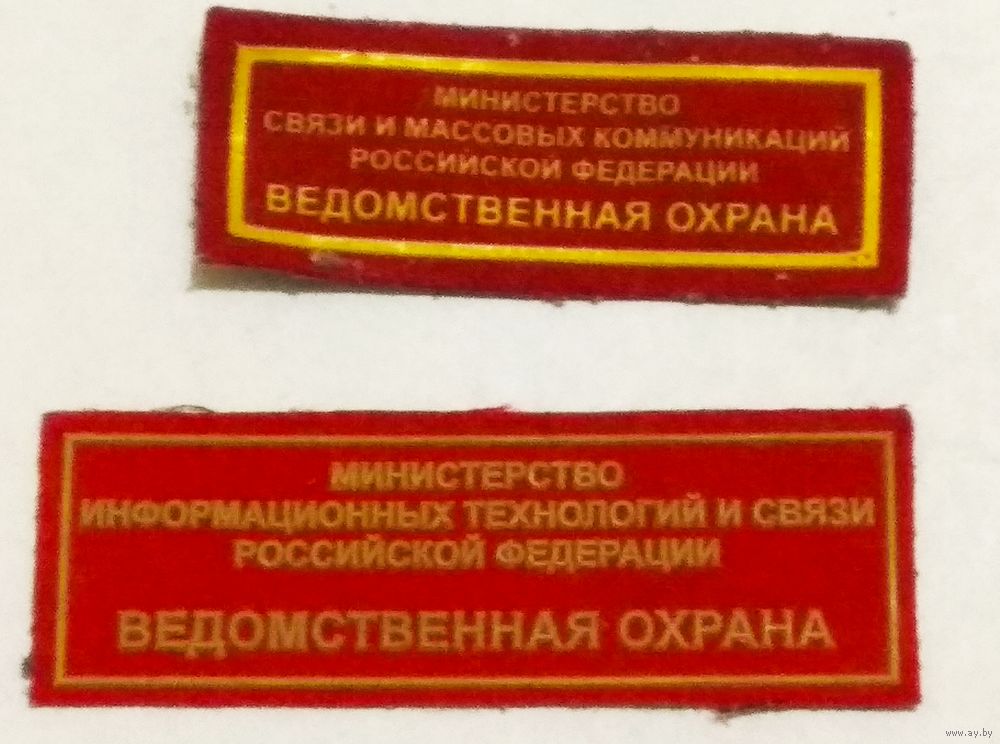 МИНИСТЕРСТВО
СВЯЗИ И МАССОВЫХ КОММУНИКАЦИЙ
РОССИЙСКОЙ ФЕДЕРАЦИИ
ВЕДОМСТВЕННАЯ ОХРАНА
МИНИСТЕРСТВО
ИНФОРМАЦИОННЫХ ТЕХНОЛОГИЙ И СВЯЗИ
РОССИЙСКОЙ ФЕДЕРАЦИИ
ВЕДОМСТВЕННАЯ ОХРАНА
www.ay.by